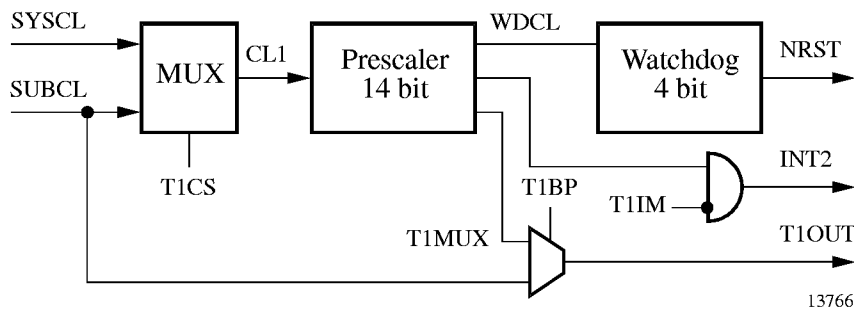 SYSCL
WDCL
NRST
SUBCL
MUX
CL1
Prescaler
14 bit
Watchdog
4 bit
T1CS
T1BP
T1IM
INT2
T1MUX
T1OUT
13766